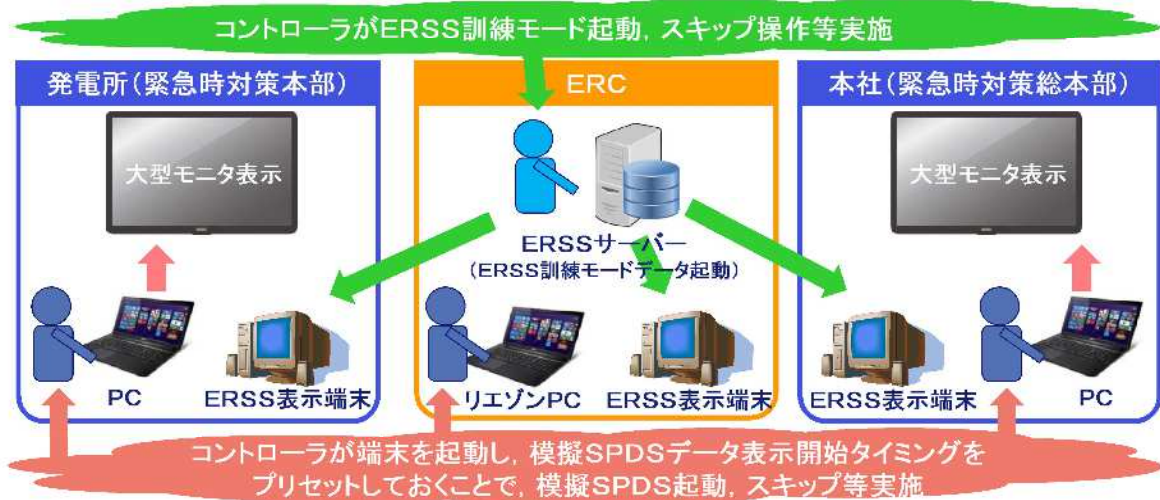 コントローラがERSS訓練モード起動，スキップ操作等実施
発電所（緊急時対策本部）
大型モニタ表示
PC
ERSS表示端末
ERC
ERSSサーバー
（ERSS訓練モードデータ起動）
リエゾンPC
ERSS表示端末
本社（緊急時対策総本部）
大型モニタ表示
ERSS表示端末
PC
コントローラが端末を起動し，模擬SPDSデータ表示開始タイミングを
プリセットしておくことで，模擬SPDS起動，スキップ等実施